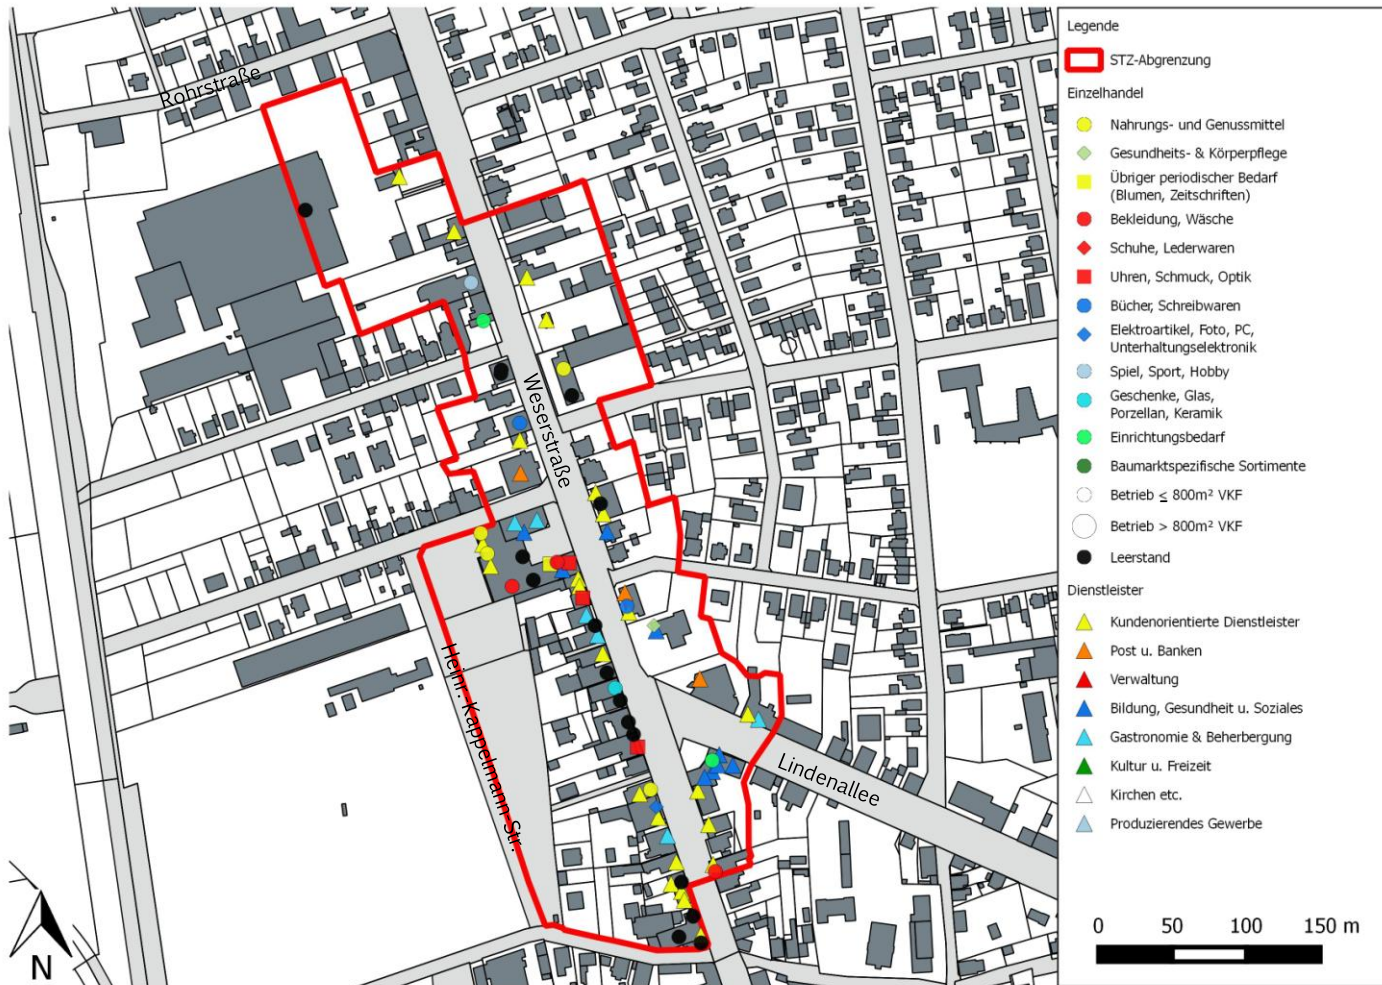 Rohrstraße
Weserstraße
Heinr.-Kappelmann-Str.
Lindenallee
N
Legende
STZ-Abgrenzung
Einzelhandel
Nahrungs- und Genussmittel
Gesundheits- & Körperpflege
Übriger periodischer Bedarf
(Blumen, Zeitschriften)
Bekleidung, Wäsche
Schuhe, Lederwaren
Uhren, Schmuck, Optik
Bücher, Schreibwaren
Elektroartikel, Foto, PC,
Unterhaltungselektronik
Spiel, Sport, Hobby
Geschenke, Glas,
Porzellan, Keramik
Einrichtungsbedarf
Baumarktspezifische Sortimente
Betrieb ≤ 800m² VKF
Betrieb > 800m² VKF
Leerstand
Dienstleister
Kundenorientierte Dienstleister
Post u. Banken
Verwaltung
Bildung, Gesundheit u. Soziales
Gastronomie & Beherbergung
Kultur u. Freizeit
Kirchen etc.
Produzierendes Gewerbe
0 50 100 150 m